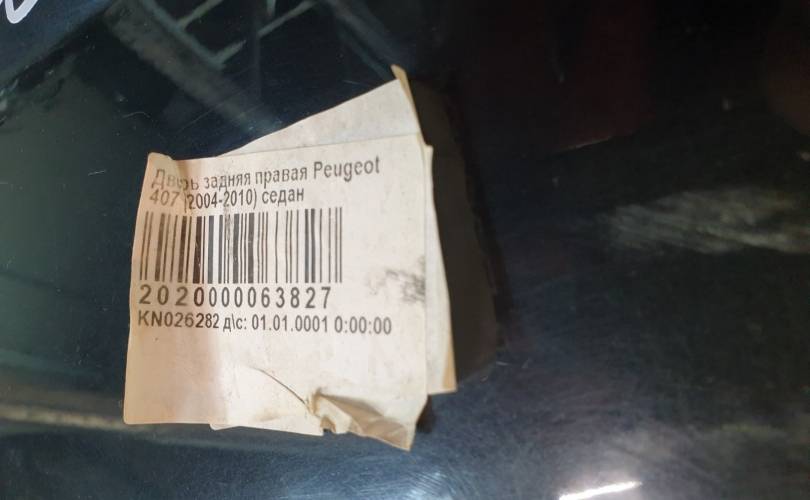 Дверь задняя правая Peugeot
407 (2004-2010) седан
2020000063827
KN026282 д\с: 01.01.0001 0:00:00